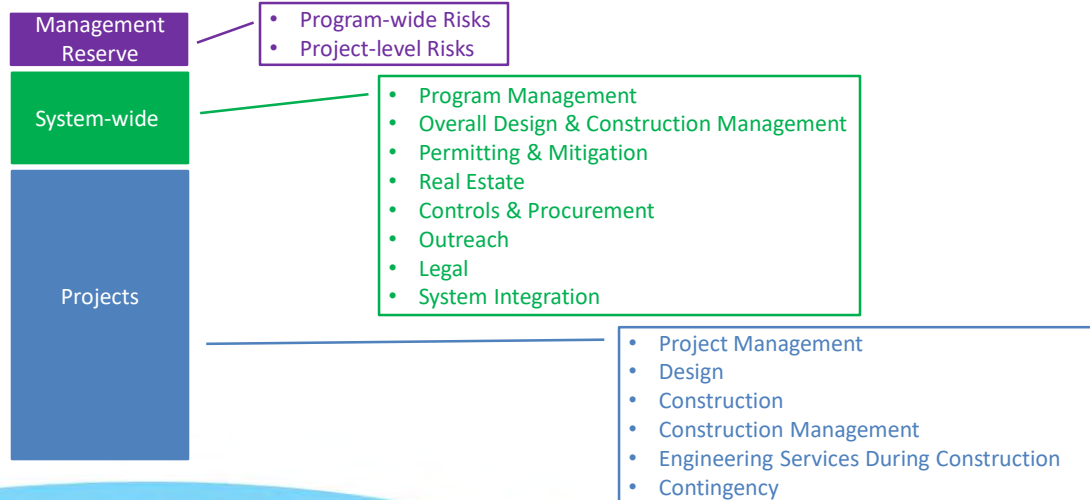 Management
Reserve
• Program-wide Risks
• Project-level Risks
System-wide
• Program Management
• Overall Design & Construction Management
• Permitting & Mitigation
• Real Estate
• Controls & Procurement
• Outreach
• Legal
• System Integration
Projects
• Project Management
• Design
• Construction
• Construction Management
• Engineering Services During Construction
• Contingency